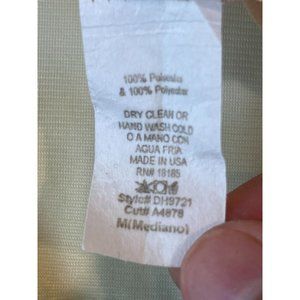 100% Polyester
& 100% Polyester
DRY CLEAN OR
HAND WASH COLD
O A MANO CON
AGUA FRIA
MADE IN USA
RN# 18185
Style# DH9721
Cut# A4878
M(Mediano)